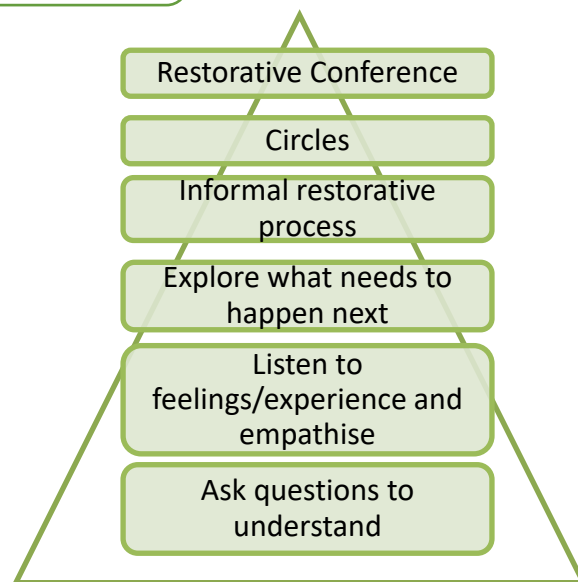 Restorative Conference
Circles
Informal restorative
process
Explore what needs to
happen next
Listen to
feelings/experience and
empathise
Ask questions to
understand